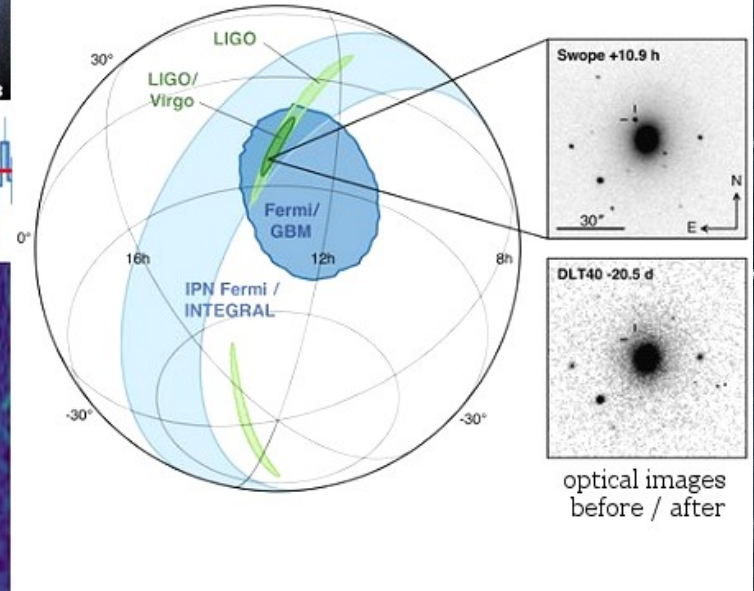 LIGO
LIGO/
Virgo
30°
0°
-30°
16h
12h
8h
-30°
Fermi/
GBM
IPN Fermi /
INTEGRAL
Swope +10.9 h
N
E
30"
DLT40 -20.5 d
optical images
before / after